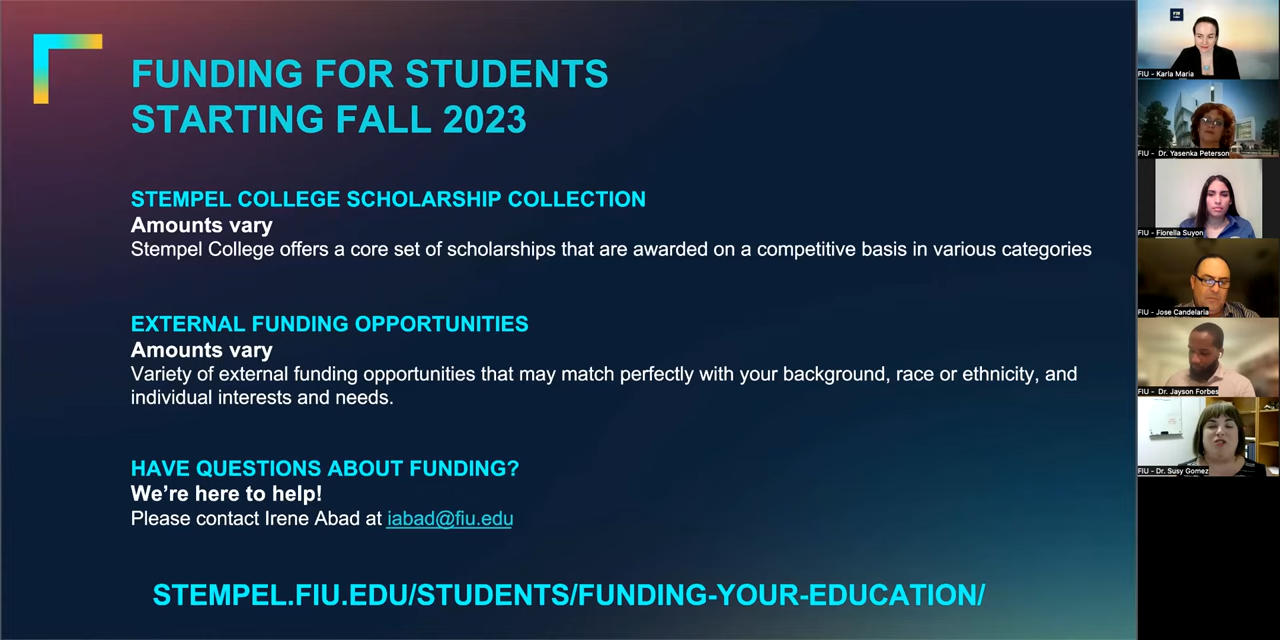 FUNDING FOR STUDENTS
STARTING FALL 2023
STEMPEL COLLEGE SCHOLARSHIP COLLECTION
Amounts vary
Stempel College offers a core set of scholarships that are awarded on a competitive basis in various categories
EXTERNAL FUNDING OPPORTUNITIES
Amounts vary
Variety of external funding opportunities that may match perfectly with your background, race or ethnicity, and
individual interests and needs.
HAVE QUESTIONS ABOUT FUNDING?
We’re here to help!
Please contact Irene Abad at iabad@fiu.edu
STEMPEL.FIU.EDU/STUDENTS/FUNDING-YOUR-EDUCATION/
FIU
FIU - Karla Maria
FIU - Dr. Yasenka Peterson
FIU - Fiorella Suyon
FIU - Jose Candelaria
FIU - Dr. Jayson Forbes
FIU - Dr. Susy Gomez